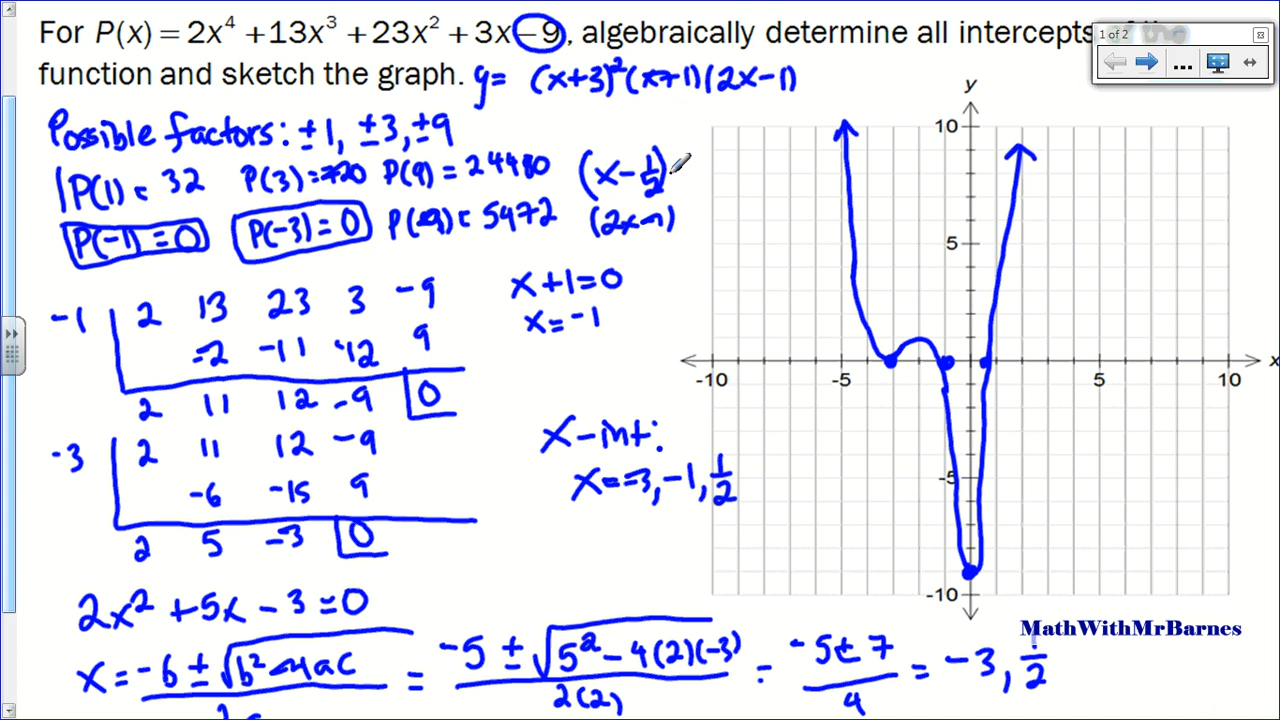 For P(x) = 2x⁴ +13x³ + 23x² + 3x – 9, algebraically determine all intercepts of the
function and sketch the graph. y= (x+3)²(x+1)(2x-1)
1 of 2
Possible factors: ±1, ±3, ±9
P(1) = 32 P(3) = 720 P(9) = 24480 (x - 1/2)
P(-1) = 0 P(-3) = 0 P(-9) = 5472 (2x-1)
-1 2 13 23 3 -9
-2 -11 -12 9
2 11 12 -9 0
x+1=0
x=-1
-3 2 11 12 -9
-6 -15 9
2 5 -3 0
x-int:
x=-3, -1, 1/2
2x² +5x -3 =0
x = -b ± √b² -4ac = -5 ± √5² - 4(2)(-3) = -5 ± 7 = -3, 1/2
2(2) 4
y
10
5
-10 -5 5 10
x
-5
-10
MathWithMrBarnes